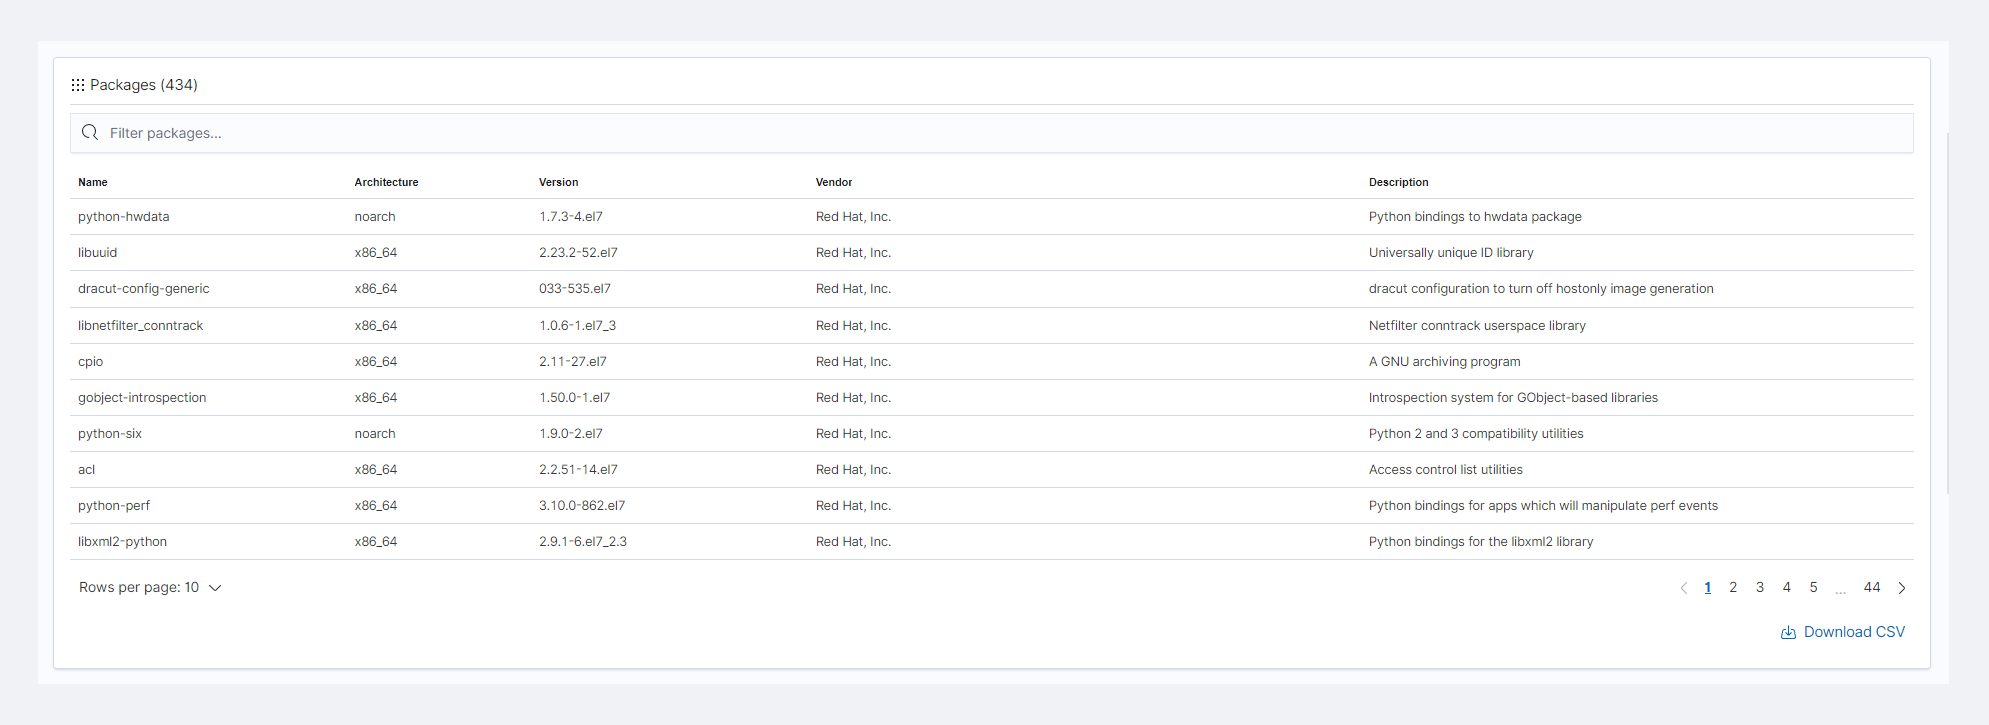 Packages (434)
Filter packages...
Name Architecture Version Vendor Description
python-hwdata noarch 1.7.3-4.el7 Red Hat, Inc. Python bindings to hwdata package
libuuid x86_64 2.23.2-52.el7 Red Hat, Inc. Universally unique ID library
dracut-config-generic x86_64 033-535.el7 Red Hat, Inc. dracut configuration to turn off hostonly image generation
libnetfilter_conntrack x86_64 1.0.6-1.el7_3 Red Hat, Inc. Netfilter conntrack userspace library
cpio x86_64 2.11-27.el7 Red Hat, Inc. A GNU archiving program
gobject-introspection x86_64 1.50.0-1.el7 Red Hat, Inc. Introspection system for GObject-based libraries
python-six noarch 1.9.0-2.el7 Red Hat, Inc. Python 2 and 3 compatibility utilities
acl x86_64 2.2.51-14.el7 Red Hat, Inc. Access control list utilities
python-perf x86_64 3.10.0-862.el7 Red Hat, Inc. Python bindings for apps which will manipulate perf events
libxml2-python x86_64 2.9.1-6.el7_2.3 Red Hat, Inc. Python bindings for the libxml2 library
Rows per page: 10 1 2 3 4 5 ... 44
Download CSV